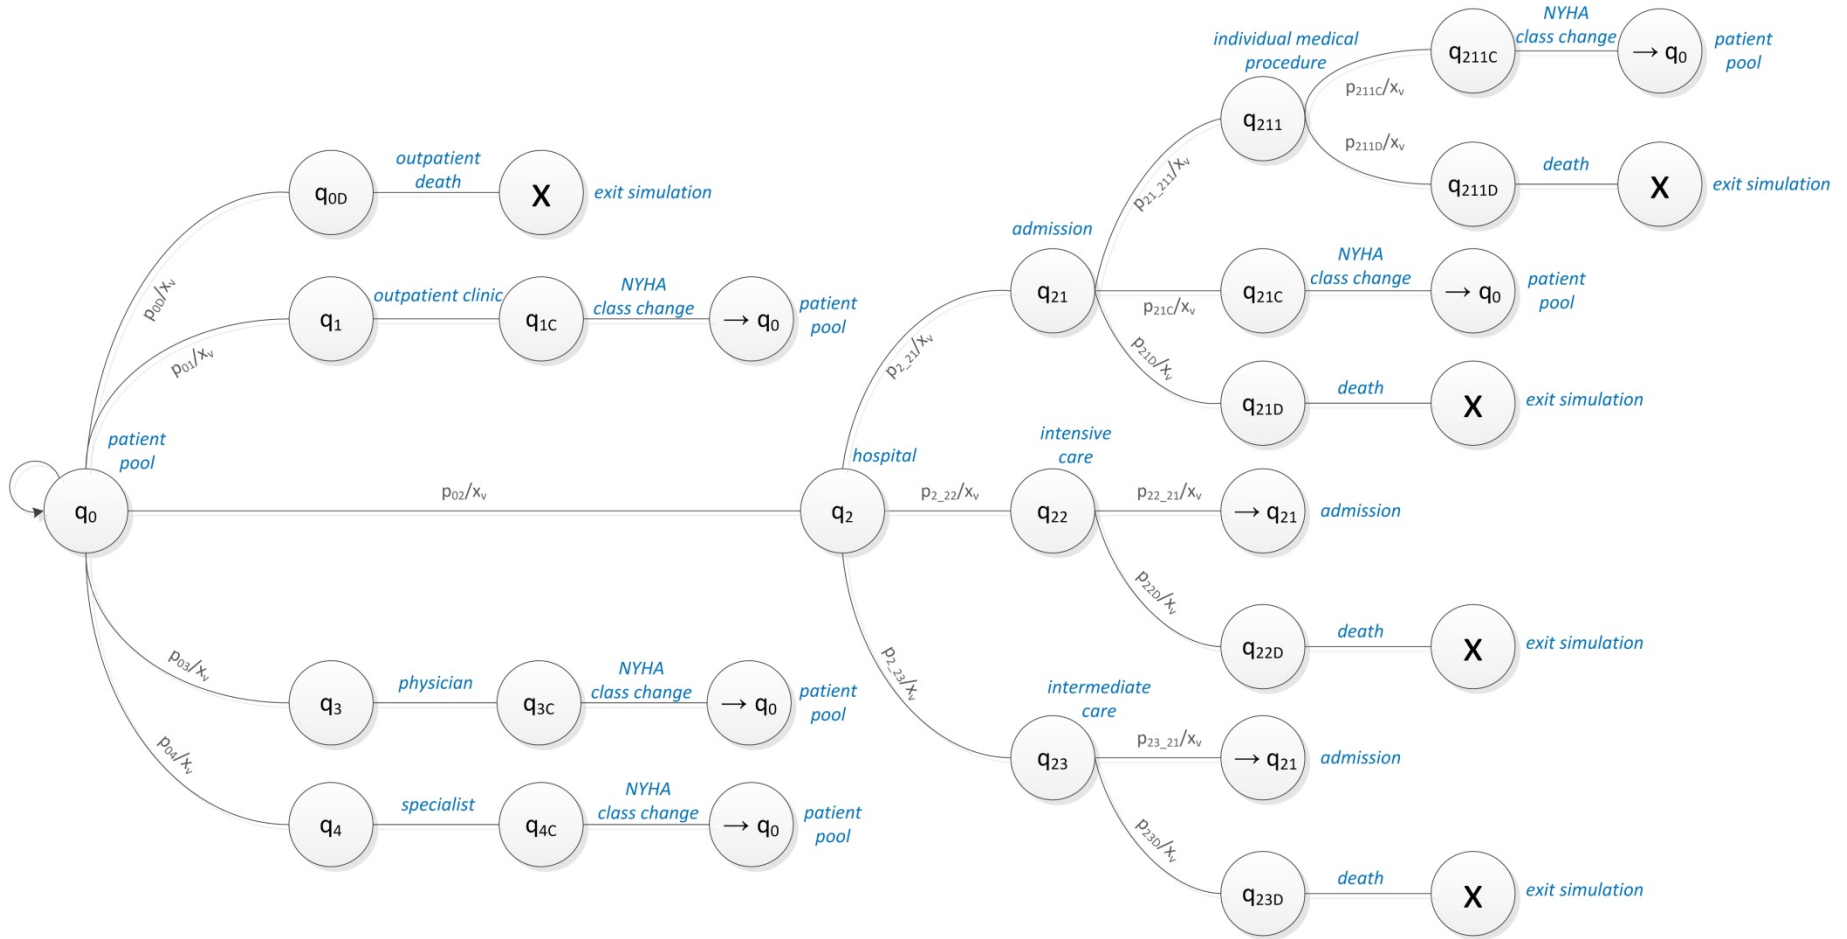 NYHA
class change
patient
pool
individual medical
procedure
q211C
→ q0
p211C/xv
q211
p211D/xv
death
q211D
X
exit simulation
p21_211/xv
outpatient
death
q0D
X
exit simulation
p0D/xv
outpatient clinic
NYHA
class change
patient
pool
q1
q1C
→ q0
p01/xv
admission
q21
p21C/xv
q21C
NYHA
class change
→ q0
patient
pool
p2_21/xv
p21D/xv
q21D
death
X
exit simulation
patient
pool
q0
p02/xv
hospital
q2
p2_22/xv
intensive
care
q22
p22_21/xv
→ q21
admission
p22D/xv
q22D
death
X
exit simulation
p2_23/xv
intermediate
care
q23
p23_21/xv
→ q21
admission
p23D/xv
q23D
death
X
exit simulation
p03/xv
q3
physician
q3C
NYHA
class change
→ q0
patient
pool
p04/xv
q4
specialist
q4C
NYHA
class change
→ q0
patient
pool